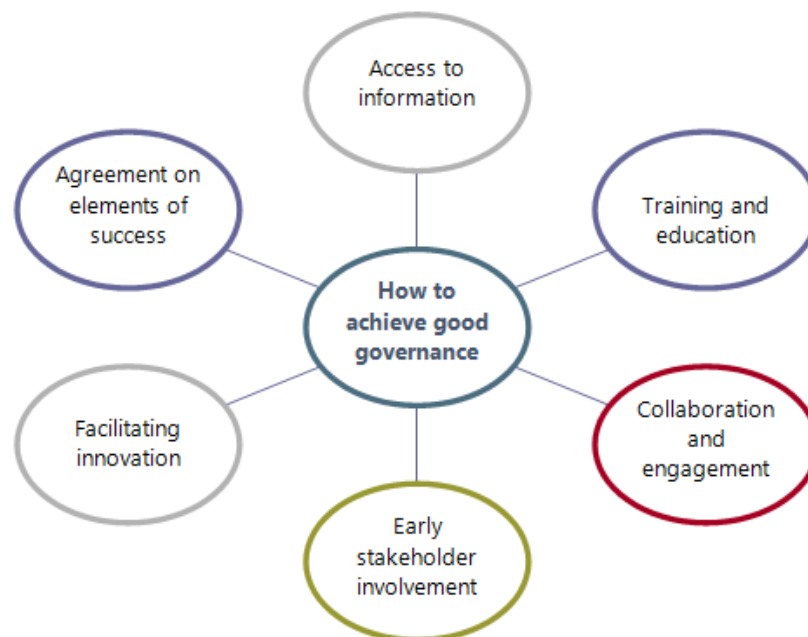 Access to
information
Agreement on
elements of
success
Training and
education
How to
achieve good
governance
Facilitating
innovation
Collaboration
and
engagement
Early
stakeholder
involvement